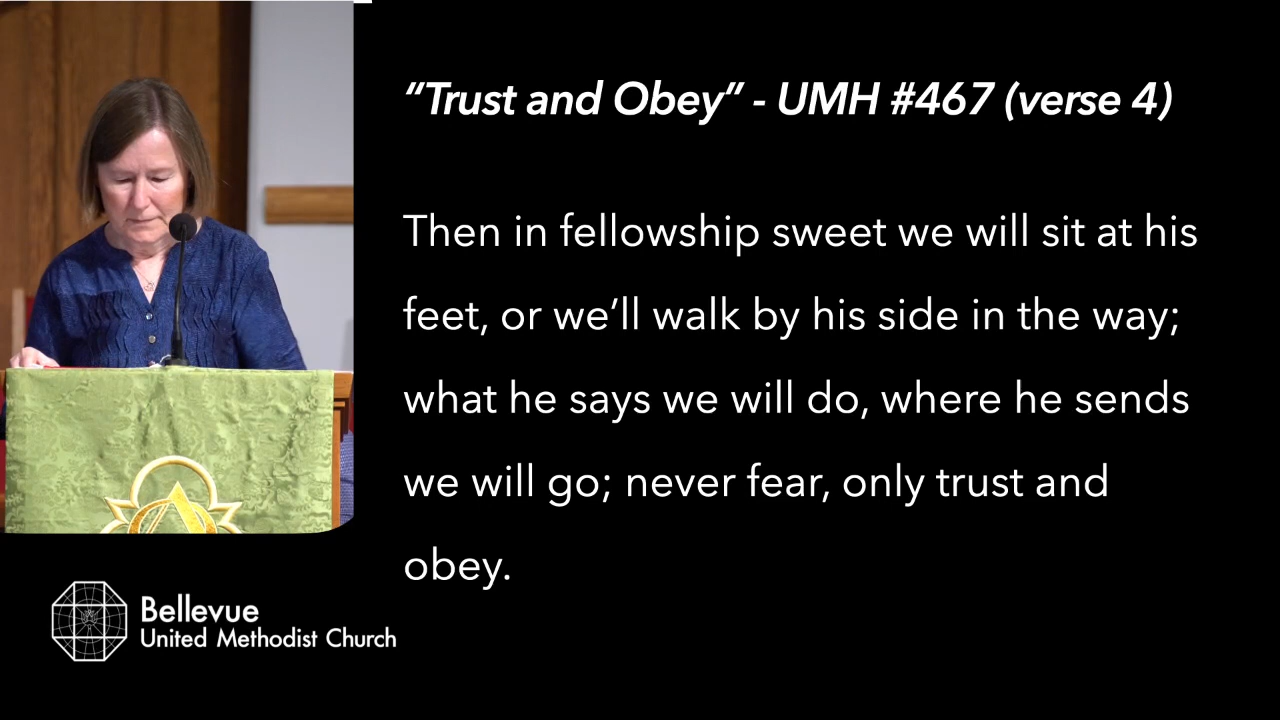 “Trust and Obey” - UMH #467 (verse 4)
Then in fellowship sweet we will sit at his
feet, or we’ll walk by his side in the way;
what he says we will do, where he sends
we will go; never fear, only trust and
obey.
Bellevue
United Methodist Church